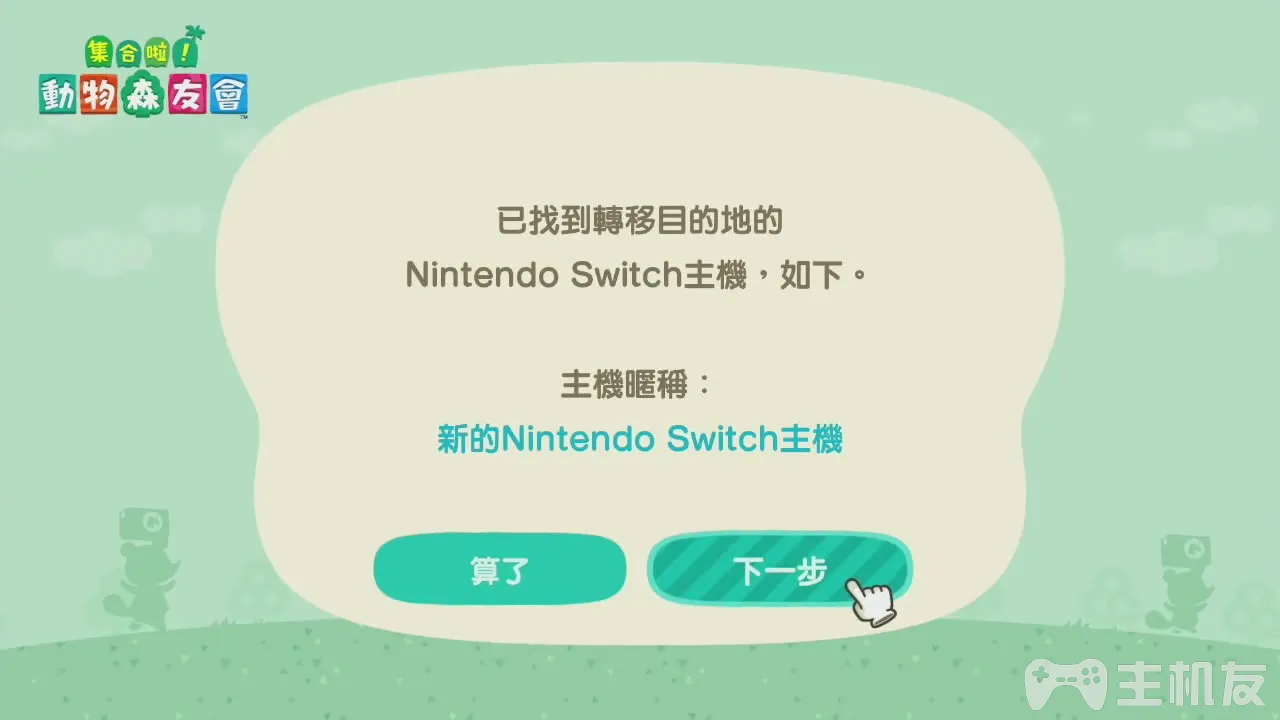 集合啦！
動物森友會™
已找到轉移目的地的
Nintendo Switch主機，如下。
主機暱稱：
新的Nintendo Switch主機
算了
下一步
主机友